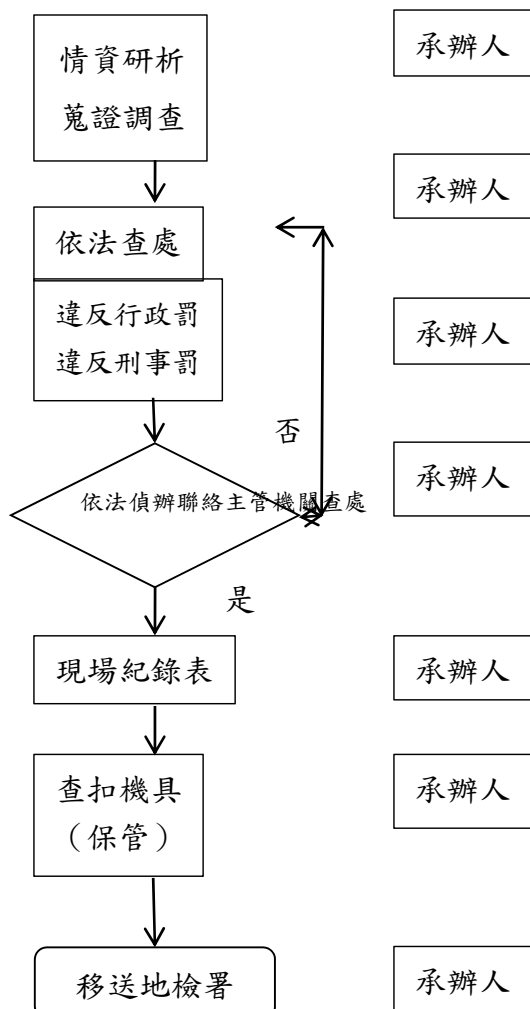 情資研析
蒐證調查
承辦人
承辦人
依法查處
違反行政罰
違反刑事罰
承辦人
否
依法偵辦聯絡主管機關查處
承辦人
是
現場紀錄表
承辦人
查扣機具
（保管）
承辦人
移送地檢署
承辦人